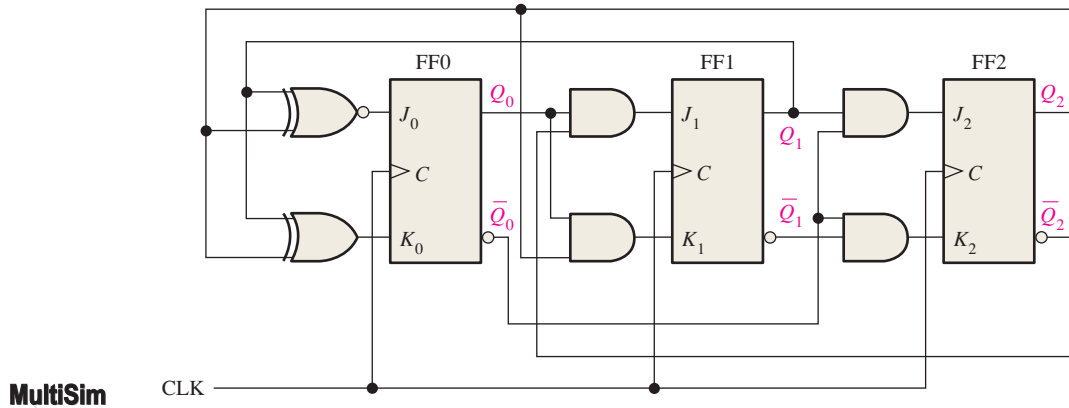 FF0 FF1 FF2
Q0 Q1 Q2
J0 J1 J2
C C C
Q̅0 Q̅1 Q̅2
K0 K1 K2
MultiSim CLK